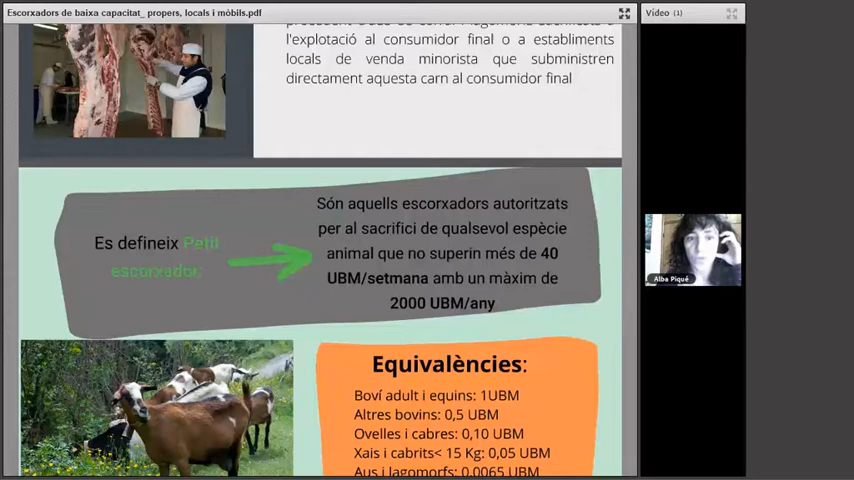 Escorxadors de baixa capacitat_ propers, locals i mòbils.pdf
Vídeo (1)
l'explotació al consumidor final o a establiments
locals de venda minorista que subministren
directament aquesta carn al consumidor final
Es defineix Petit
escorxador
Són aquells escorxadors autoritzats
per al sacrifici de qualsevol espècie
animal que no superin més de 40
UBM/setmana amb un màxim de
2000 UBM/any
Alba Piqué
Equivalències:
Boví adult i equins: 1UBM
Altres bovins: 0,5 UBM
Ovelles i cabres: 0,10 UBM
Xais i cabrits< 15 Kg: 0,05 UBM
Aus i lagomorfs: 0,0065 UBM